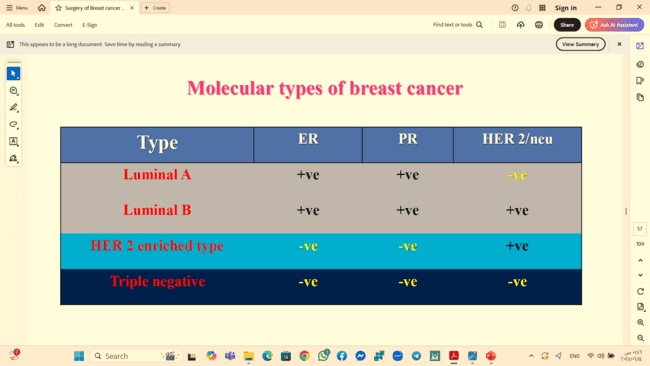 Menu
Surgery of Breast cancer ...
Create
Sign in
All tools Edit Convert E-Sign
Find text or tools
Share
Ask AI Assistant
This appears to be a long document. Save time by reading a summary.
View Summary
Molecular types of breast cancer
Type ER PR HER 2/neu
Luminal A +ve +ve -ve
Luminal B +ve +ve +ve
HER 2 enriched type -ve -ve +ve
Triple negative -ve -ve -ve
57
104
Search
ENG